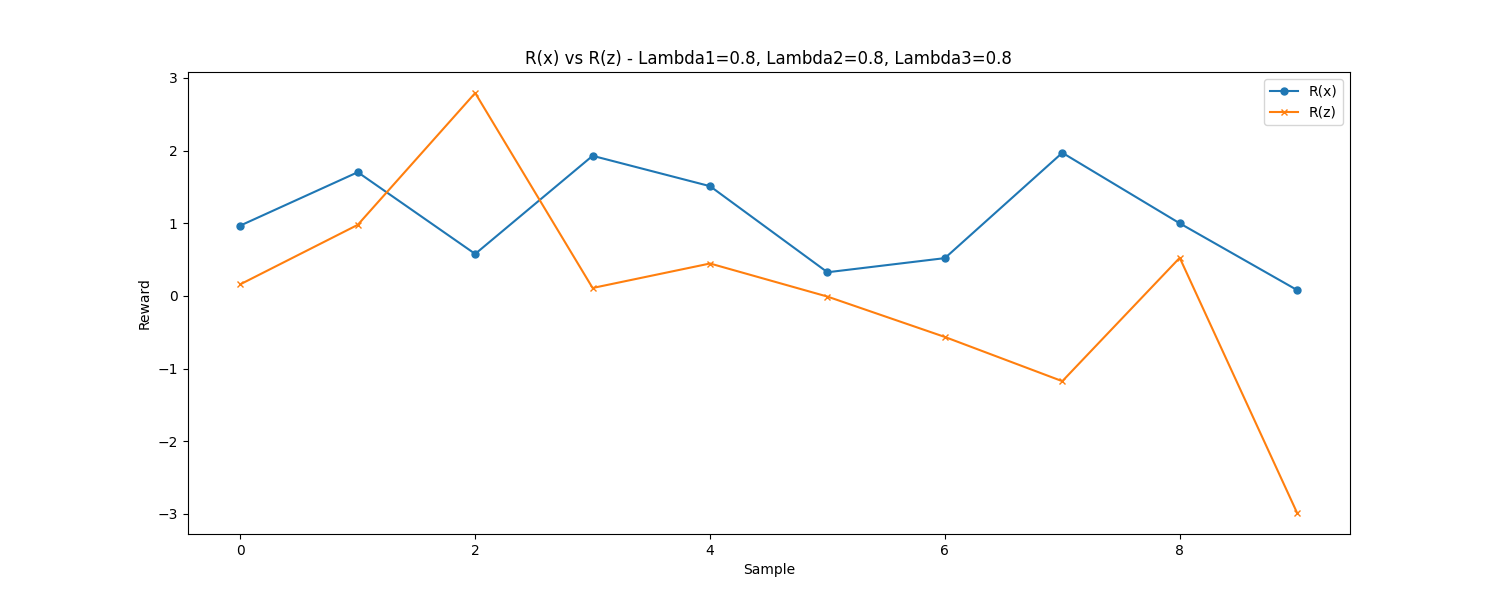 R(x) vs R(z) - Lambda1=0.8, Lambda2=0.8, Lambda3=0.8
R(x)
R(z)
3
2
1
0
−1
−2
−3
Reward
0 2 4 6 8
Sample